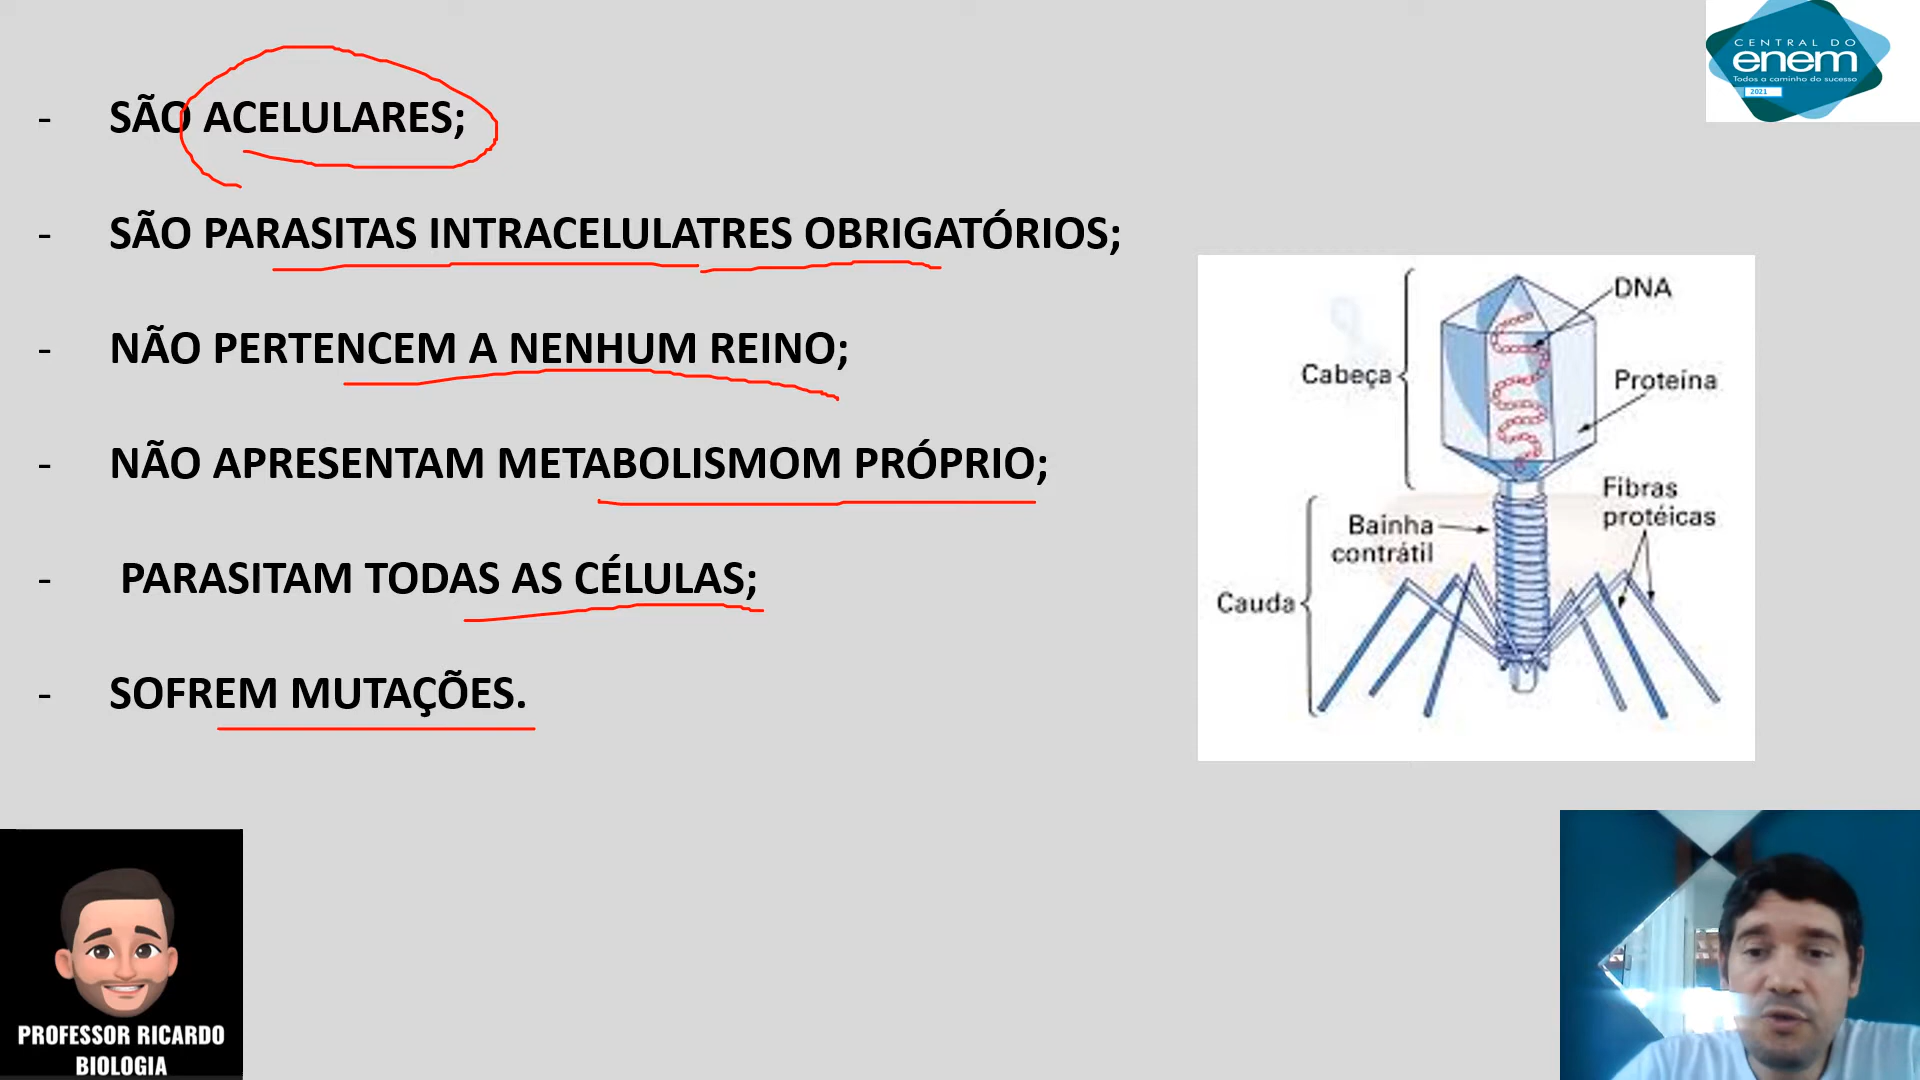 - SÃO ACELULARES;
- SÃO PARASITAS INTRACELULATRES OBRIGATÓRIOS;
- NÃO PERTENCEM A NENHUM REINO;
- NÃO APRESENTAM METABOLISMOM PRÓPRIO;
- PARASITAM TODAS AS CÉLULAS;
- SOFREM MUTAÇÕES.
CENTRAL DO
enem
Todos a caminho do sucesso
2021
DNA
Cabeça
Proteína
Fibras
protéicas
Bainha
contrátil
Cauda
PROFESSOR RICARDO
BIOLOGIA